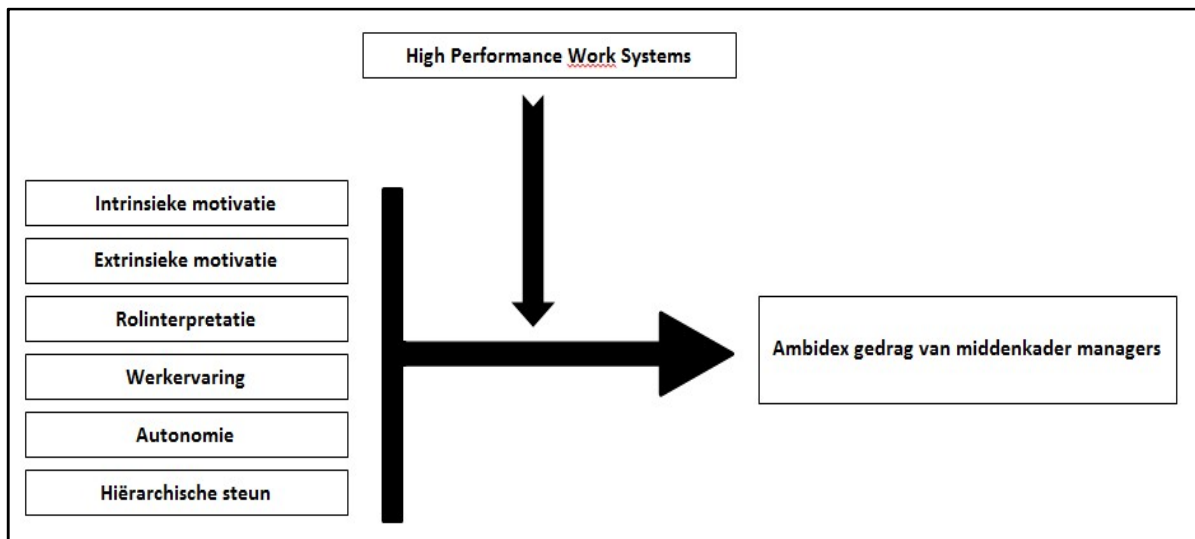 High Performance Work Systems
Intrinsieke motivatie
Extrinsieke motivatie
Rolinterpretatie
Werkervaring
Autonomie
Hiërarchische steun
Ambidex gedrag van middenkader managers